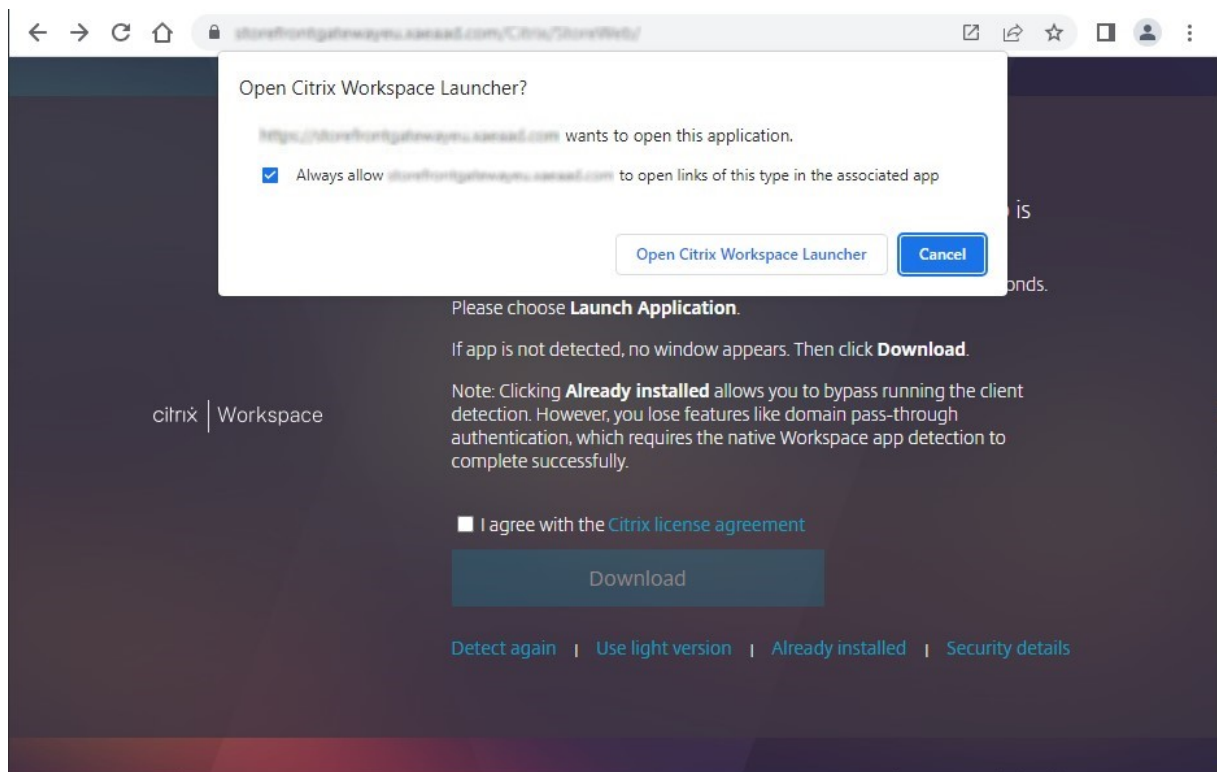 Open Citrix Workspace Launcher?
wants to open this application.
Always allow to open links of this type in the associated app
Open Citrix Workspace Launcher
Cancel
is
onds.
Please choose Launch Application.
If app is not detected, no window appears. Then click Download.
Note: Clicking Already installed allows you to bypass running the client
detection. However, you lose features like domain pass-through
authentication, which requires the native Workspace app detection to
complete successfully.
citrix | Workspace
I agree with the Citrix license agreement
Download
Detect again | Use light version | Already installed | Security details